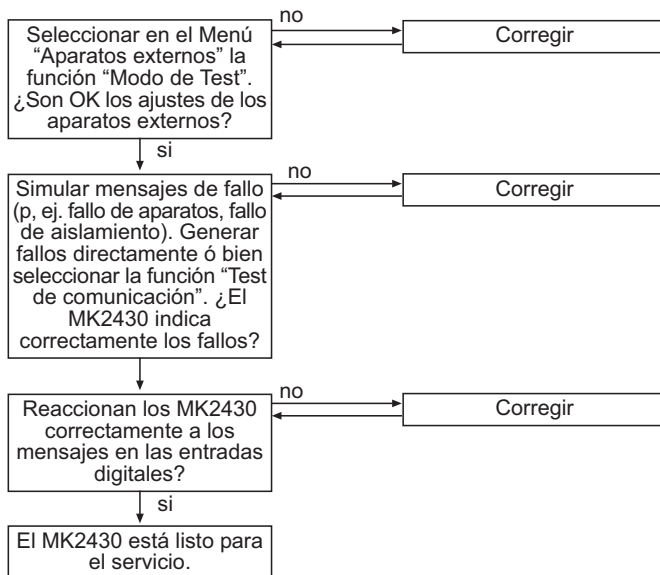 Seleccionar en el Menú
“Aparatos externos” la
función “Modo de Test”.
¿Son OK los ajustes de los
aparatos externos?
no
Corregir
si
Simular mensajes de fallo
(p, ej. fallo de aparatos, fallo
de aislamiento). Generar
fallos directamente ó bien
seleccionar la función “Test
de comunicación”. ¿El
MK2430 indica
correctamente los fallos?
no
Corregir
Reaccionan los MK2430
correctamente a los
mensajes en las entradas
digitales?
no
Corregir
si
El MK2430 está listo para
el servicio.